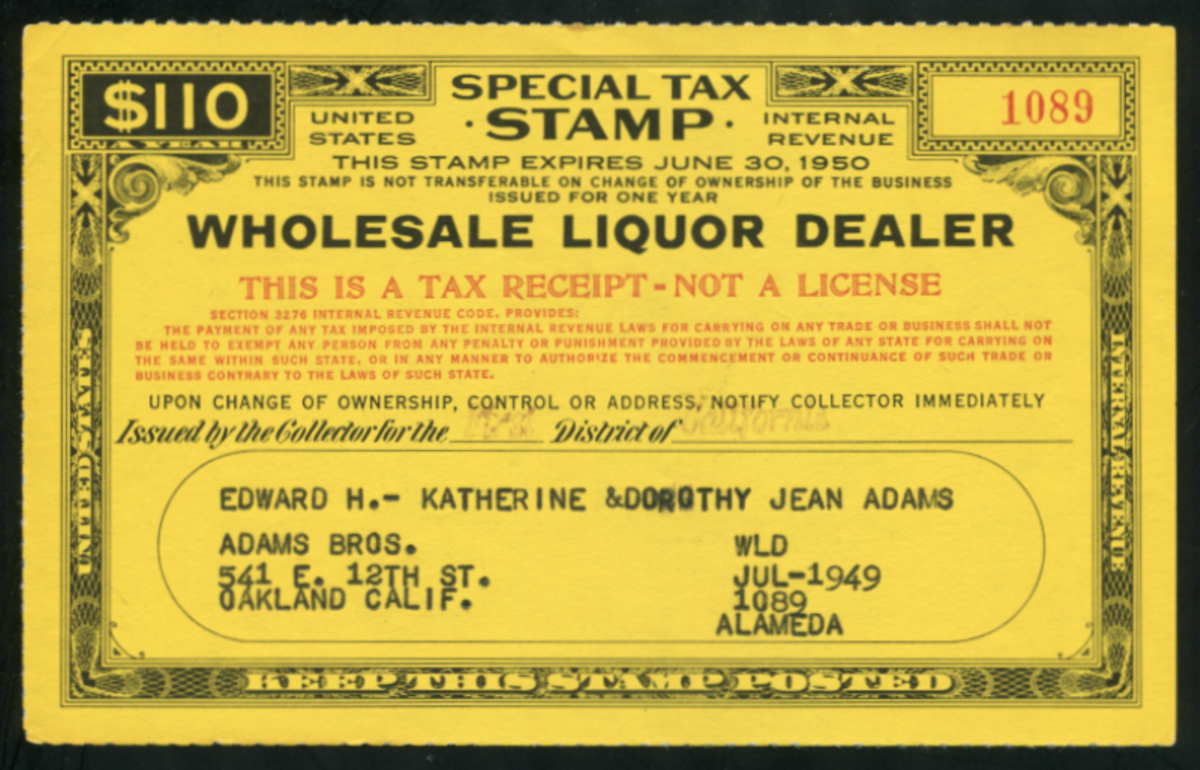 $110
A YEAR
UNITED STATES
SPECIAL TAX
· STAMP ·
INTERNAL REVENUE
1089
THIS STAMP EXPIRES JUNE 30, 1950
THIS STAMP IS NOT TRANSFERABLE ON CHANGE OF OWNERSHIP OF THE BUSINESS
ISSUED FOR ONE YEAR
WHOLESALE LIQUOR DEALER
THIS IS A TAX RECEIPT-NOT A LICENSE
SECTION 3276 INTERNAL REVENUE CODE, PROVIDES:
THE PAYMENT OF ANY TAX IMPOSED BY THE INTERNAL REVENUE LAWS FOR CARRYING ON ANY TRADE OR BUSINESS SHALL NOT
BE HELD TO EXEMPT ANY PERSON FROM ANY PENALTY OR PUNISHMENT PROVIDED BY THE LAWS OF ANY STATE FOR CARRYING ON
THE SAME WITHIN SUCH STATE, OR IN ANY MANNER TO AUTHORIZE THE COMMENCEMENT OR CONTINUANCE OF SUCH TRADE OR
BUSINESS CONTRARY TO THE LAWS OF SUCH STATE.
UPON CHANGE OF OWNERSHIP, CONTROL OR ADDRESS, NOTIFY COLLECTOR IMMEDIATELY
Issued by the Collector for the District of California
EDWARD H.- KATHERINE &DOROTHY JEAN ADAMS
ADAMS BROS. WLD
541 E. 12TH ST. JUL-1949
OAKLAND CALIF. 1089
ALAMEDA
UNITED STATES
INTERNAL REVENUE
KEEP THIS STAMP POSTED